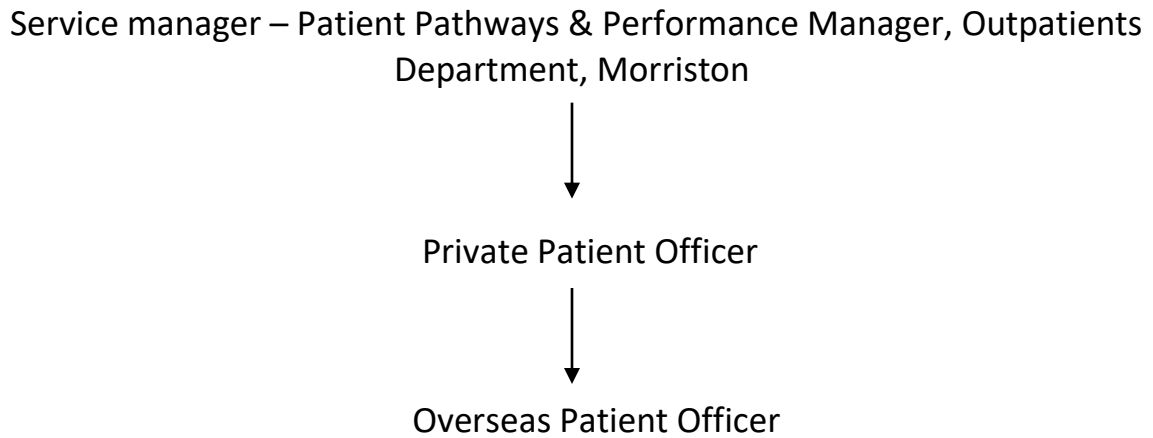 Service manager – Patient Pathways & Performance Manager, Outpatients
Department, Morriston
Private Patient Officer
Overseas Patient Officer